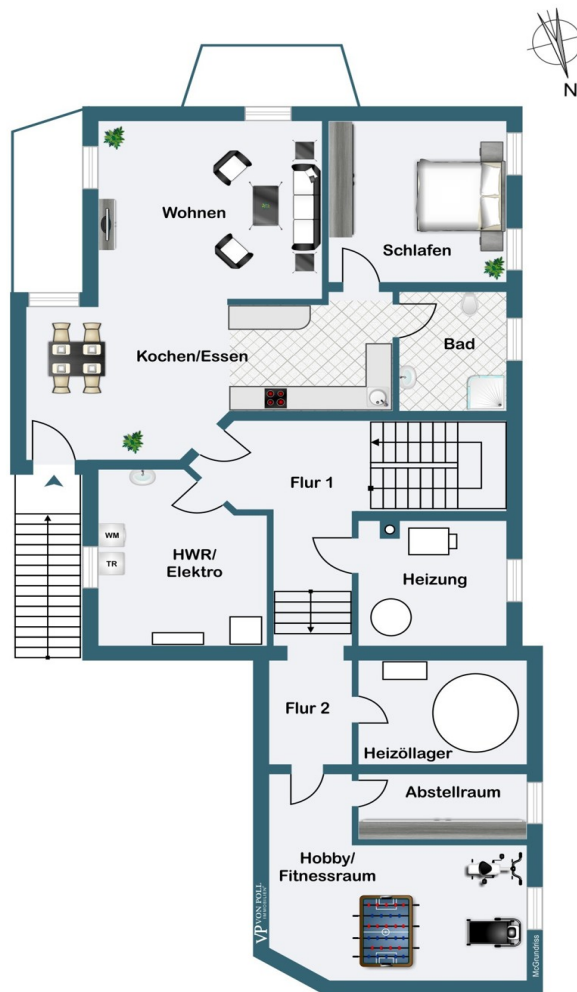 N
Wohnen
Schlafen
Kochen/Essen
Bad
Flur 1
WM
TR
HWR/
Elektro
Heizung
Flur 2
Heizöllager
Abstellraum
Hobby/
Fitnessraum
VP VON POLL
IMMOBILIEN
McGrundriss